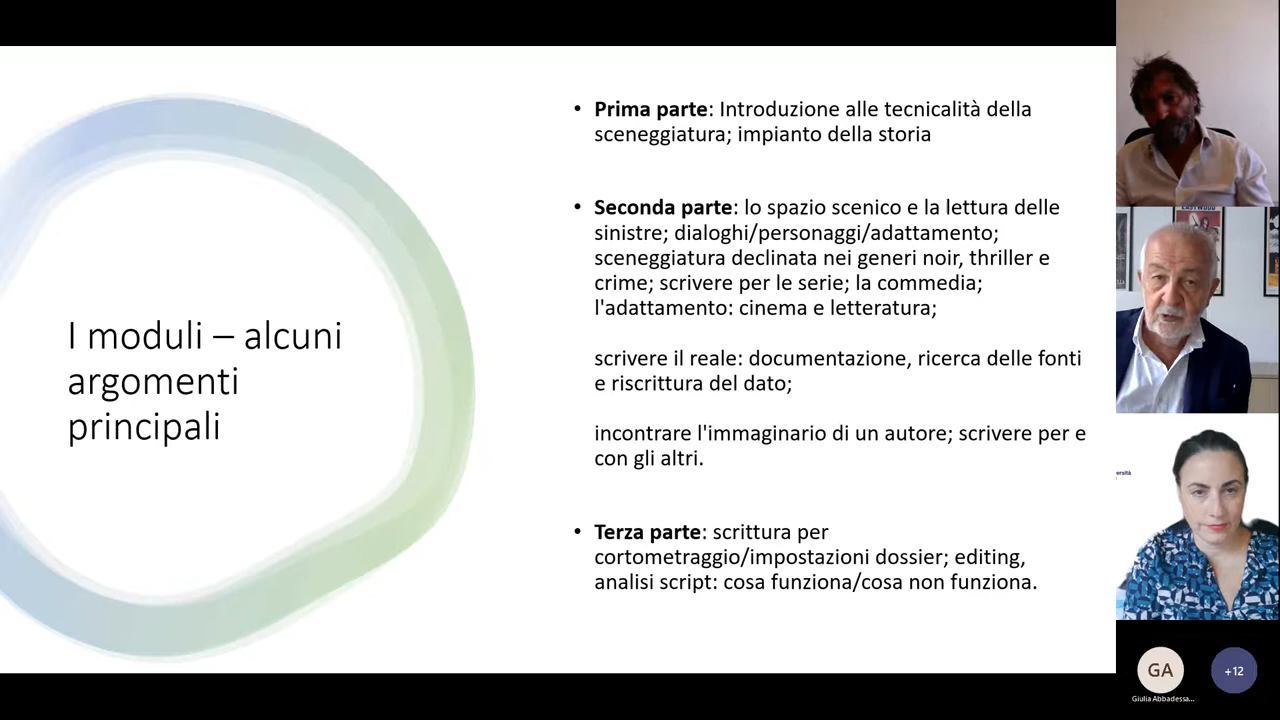 I moduli – alcuni
argomenti
principali
• Prima parte: Introduzione alle tecnicalità della
sceneggiatura; impianto della storia
• Seconda parte: lo spazio scenico e la lettura delle
sinistre; dialoghi/personaggi/adattamento;
sceneggiatura declinata nei generi noir, thriller e
crime; scrivere per le serie; la commedia;
l'adattamento: cinema e letteratura;
scrivere il reale: documentazione, ricerca delle fonti
e riscrittura del dato;
incontrare l'immaginario di un autore; scrivere per e
con gli altri.
• Terza parte: scrittura per
cortometraggio/impostazioni dossier; editing,
analisi script: cosa funziona/cosa non funziona.
ersità
GA
+12
Giulia Abbadessa...